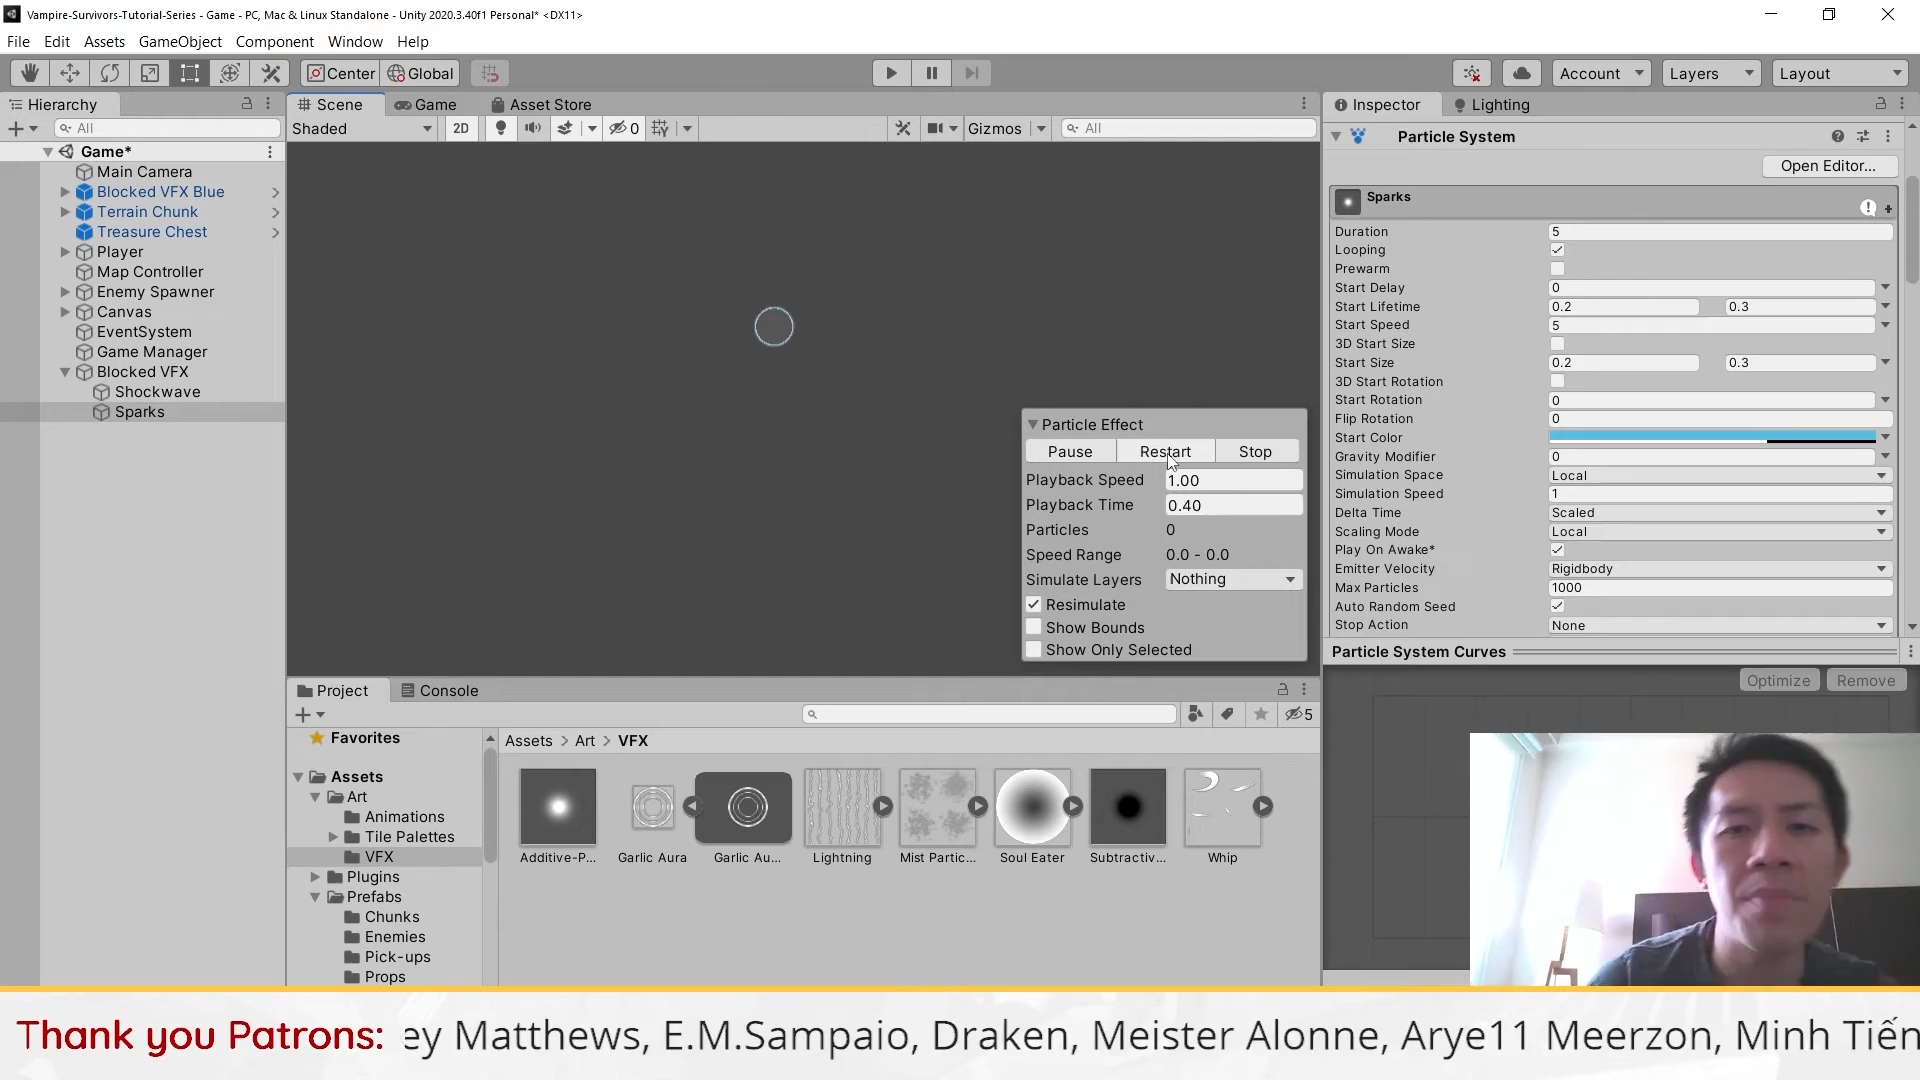 Vampire-Survivors-Tutorial-Series - Game - PC, Mac & Linux Standalone - Unity 2020.3.40f1 Personal* <DX11>
File Edit Assets GameObject Component Window Help
Center Global Account Layers Layout
Hierarchy
All
Game*
Main Camera
Blocked VFX Blue
Terrain Chunk
Treasure Chest
Player
Map Controller
Enemy Spawner
Canvas
EventSystem
Game Manager
Blocked VFX
Shockwave
Sparks
Scene Game Asset Store
Shaded 2D 0 Gizmos All
Particle Effect
Pause Restart Stop
Playback Speed 1.00
Playback Time 0.40
Particles 0
Speed Range 0.0 - 0.0
Simulate Layers Nothing
Resimulate
Show Bounds
Show Only Selected
Project Console
5
Favorites
Assets
Art
Animations
Tile Palettes
VFX
Plugins
Prefabs
Chunks
Enemies
Pick-ups
Props
Assets > Art > VFX
Additive-P... Garlic Aura Garlic Au... Lightning Mist Partic... Soul Eater Subtractiv... Whip
Inspector Lighting
Particle System
Open Editor...
Sparks
Duration 5
Looping
Prewarm
Start Delay 0
Start Lifetime 0.2 0.3
Start Speed 5
3D Start Size
Start Size 0.2 0.3
3D Start Rotation
Start Rotation 0
Flip Rotation 0
Start Color
Gravity Modifier 0
Simulation Space Local
Simulation Speed 1
Delta Time Scaled
Scaling Mode Local
Play On Awake*
Emitter Velocity Rigidbody
Max Particles 1000
Auto Random Seed
Stop Action None
Particle System Curves
Optimize Remove
Thank you Patrons: ey Matthews, E.M.Sampaio, Draken, Meister Alonne, Arye11 Meerzon, Minh Tiến